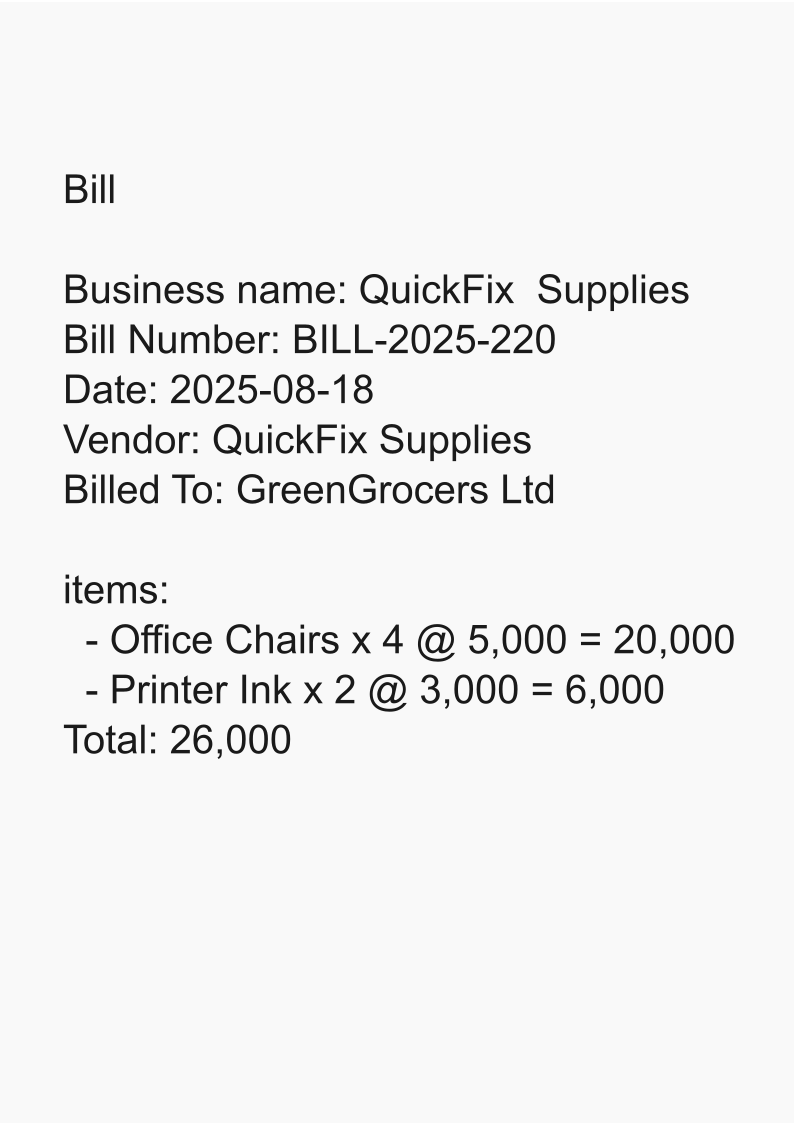 Bill
Business name: QuickFix  Supplies
Bill Number: BILL-2025-220
Date: 2025-08-18
Vendor: QuickFix Supplies
Billed To: GreenGrocers Ltd
items:
- Office Chairs x 4 @ 5,000 = 20,000
- Printer Ink x 2 @ 3,000 = 6,000
Total: 26,000